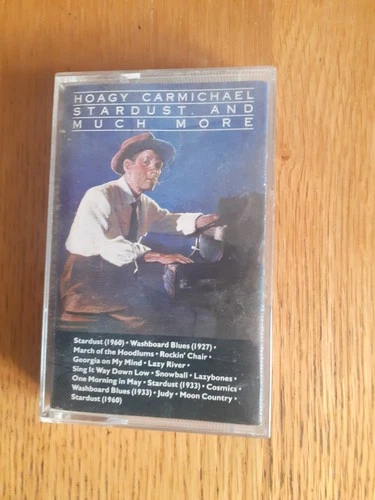 HOAGY CARMICHAEL
STARDUST, AND
MUCH MORE
Stardust (1960) • Washboard Blues (1927) •
March of the Hoodlums • Rockin' Chair •
Georgia on My Mind • Lazy River •
Sing It Way Down Low • Snowball • Lazybones •
One Morning in May • Stardust (1933) • Cosmics •
Washboard Blues (1933) • Judy • Moon Country •
Stardust (1960)